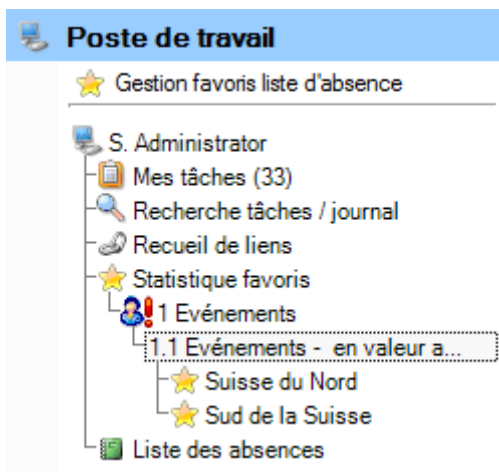 Poste de travail
Gestion favoris liste d'absence
S. Administrator
Mes tâches (33)
Recherche tâches / journal
Recueil de liens
Statistique favoris
1 Evénements
1.1 Evénements - en valeur a...
Suisse du Nord
Sud de la Suisse
Liste des absences